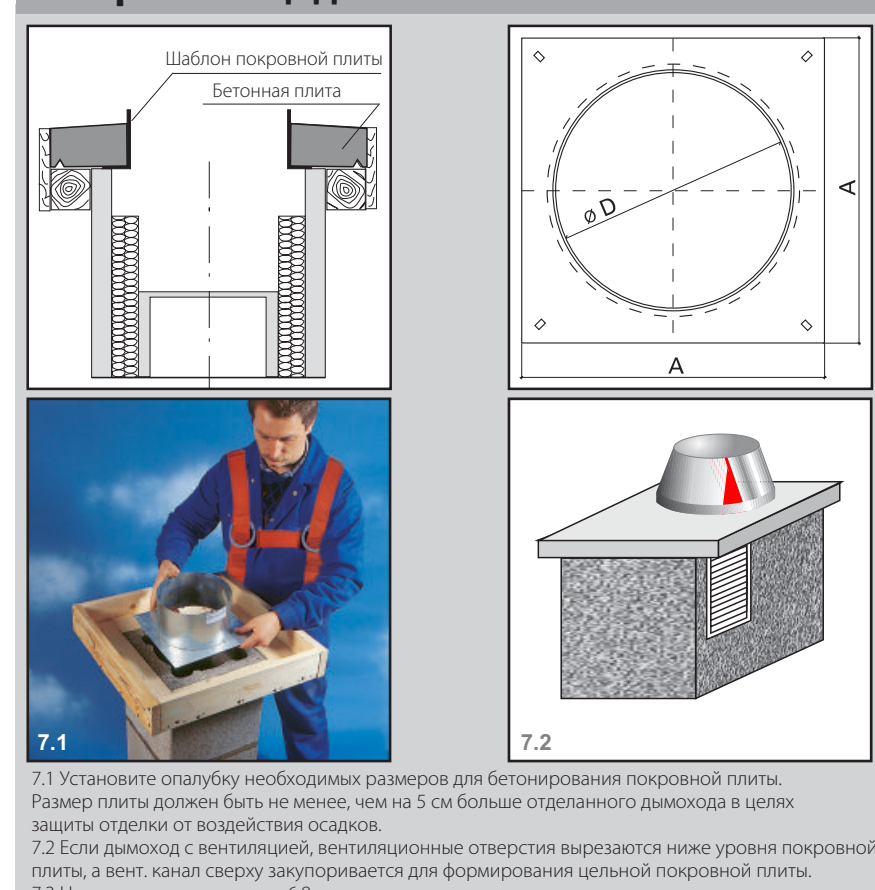 Шаблон покровной плиты
Бетонная плита
ø D
A
A
7.1
7.2
7.1 Установите опалубку необходимых размеров для бетонирования покровной плиты.
Размер плиты должен быть не менее, чем на 5 см больше отделанного дымохода в целях
защиты отделки от воздействия осадков.
7.2 Если дымоход с вентиляцией, вентиляционные отверстия вырезаются ниже уровня покровной
плиты, а вент. канал сверху закупоривается для формирования цельной покровной плиты.